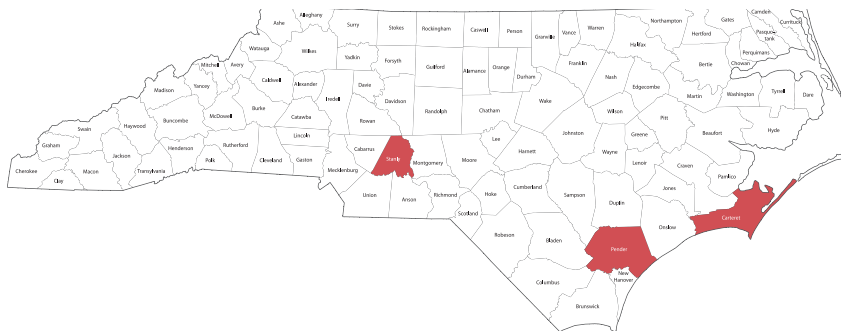 Alleghany
Ashe
Surry
Stokes
Rockingham
Caswell
Person
Granville
Vance
Warren
Northampton
Gates
Camden
Currituck
Pasquo-
tank
Perquimans
Hertford
Halifax
Chowan
Watauga
Wilkes
Yadkin
Forsyth
Guilford
Alamance
Orange
Durham
Franklin
Nash
Edgecombe
Bertie
Martin
Washington
Tyrrell
Dare
Mitchell
Avery
Yancey
Madison
Caldwell
Alexander
Iredell
Davie
Davidson
Randolph
Chatham
Wake
Wilson
Pitt
Beaufort
Hyde
Buncombe
McDowell
Burke
Catawba
Rowan
Haywood
Swain
Graham
Cherokee
Clay
Macon
Jackson
Transylvania
Henderson
Polk
Rutherford
Cleveland
Lincoln
Gaston
Mecklenburg
Cabarrus
Stanly
Montgomery
Moore
Lee
Harnett
Johnston
Wayne
Greene
Lenoir
Craven
Pamlico
Jones
Carteret
Onslow
Duplin
Sampson
Cumberland
Hoke
Richmond
Scotland
Anson
Union
Robeson
Bladen
Pender
New
Hanover
Columbus
Brunswick